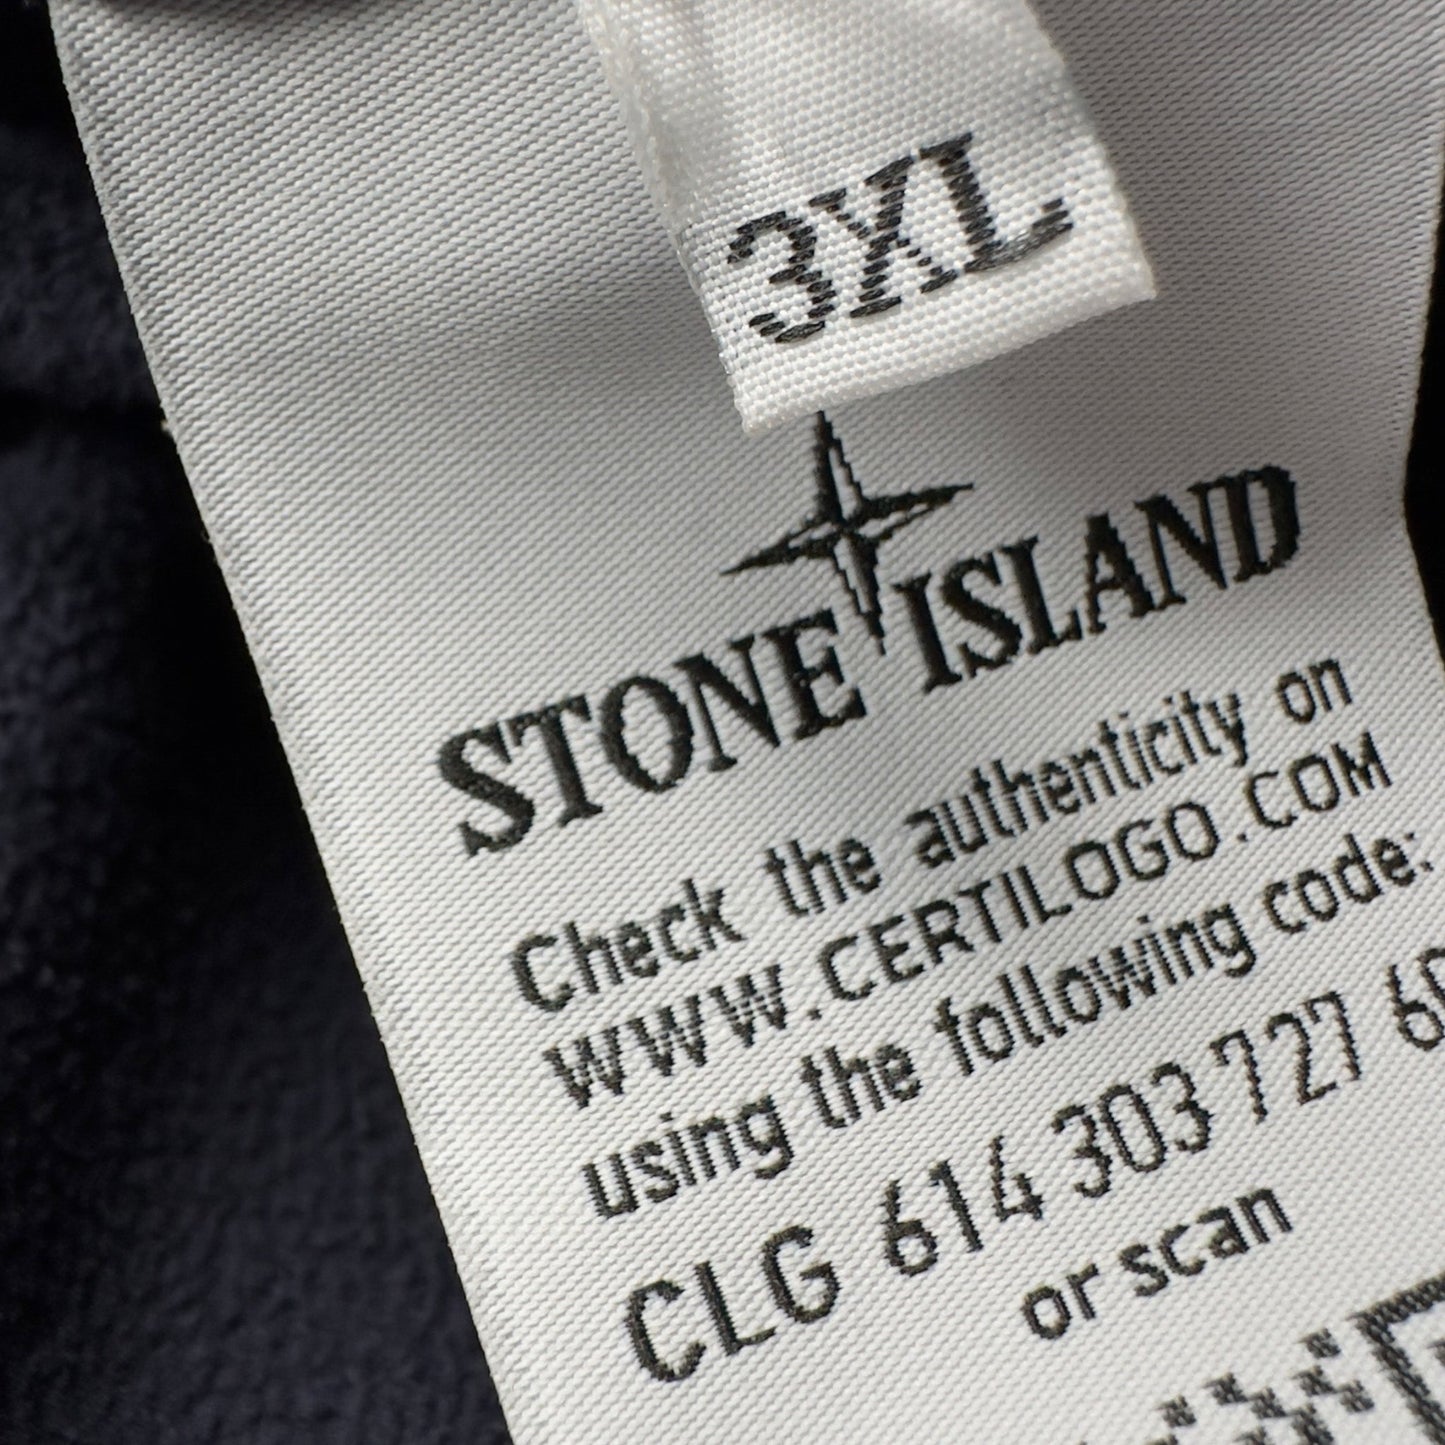 3XL
STONE ISLAND
Check the authenticity on
WWW.CERTILOGO.COM
using the following code:
CLG 614 303 727
or scan